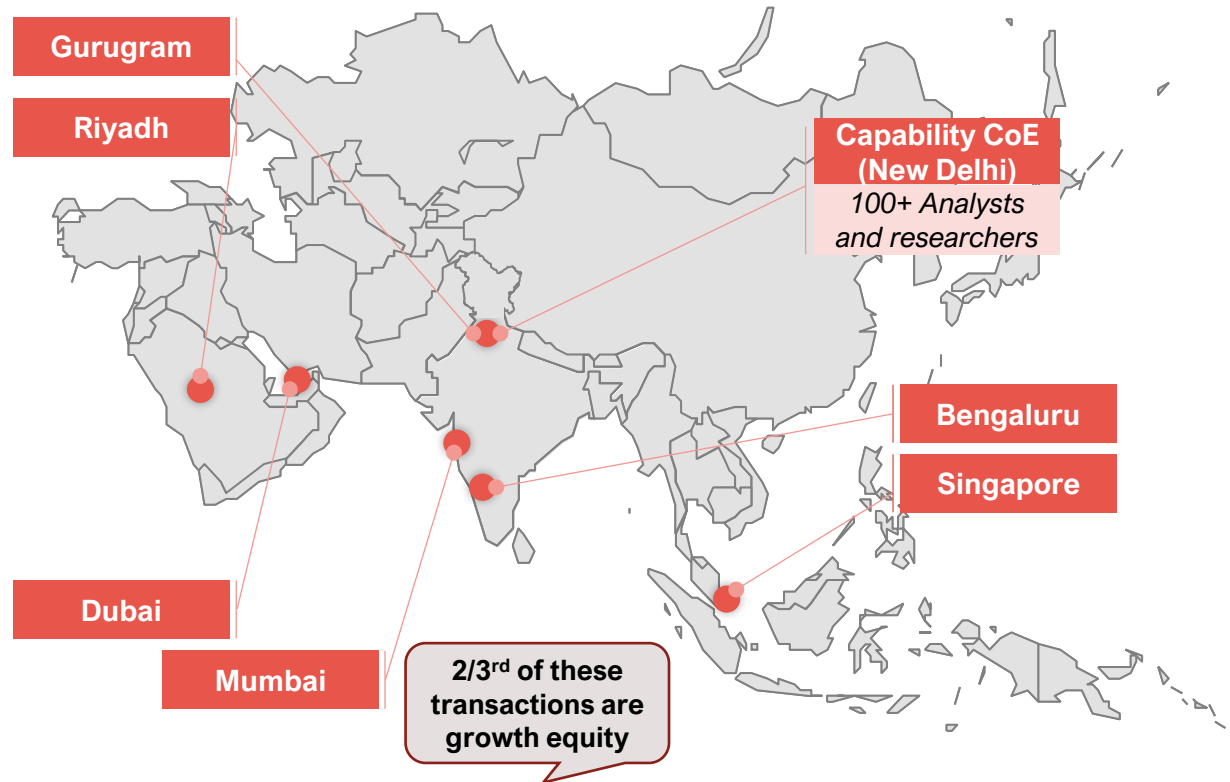 Gurugram
Riyadh
Capability CoE
(New Delhi)
100+ Analysts
and researchers
Bengaluru
Singapore
Dubai
Mumbai
2/3rd of these
transactions are
growth equity